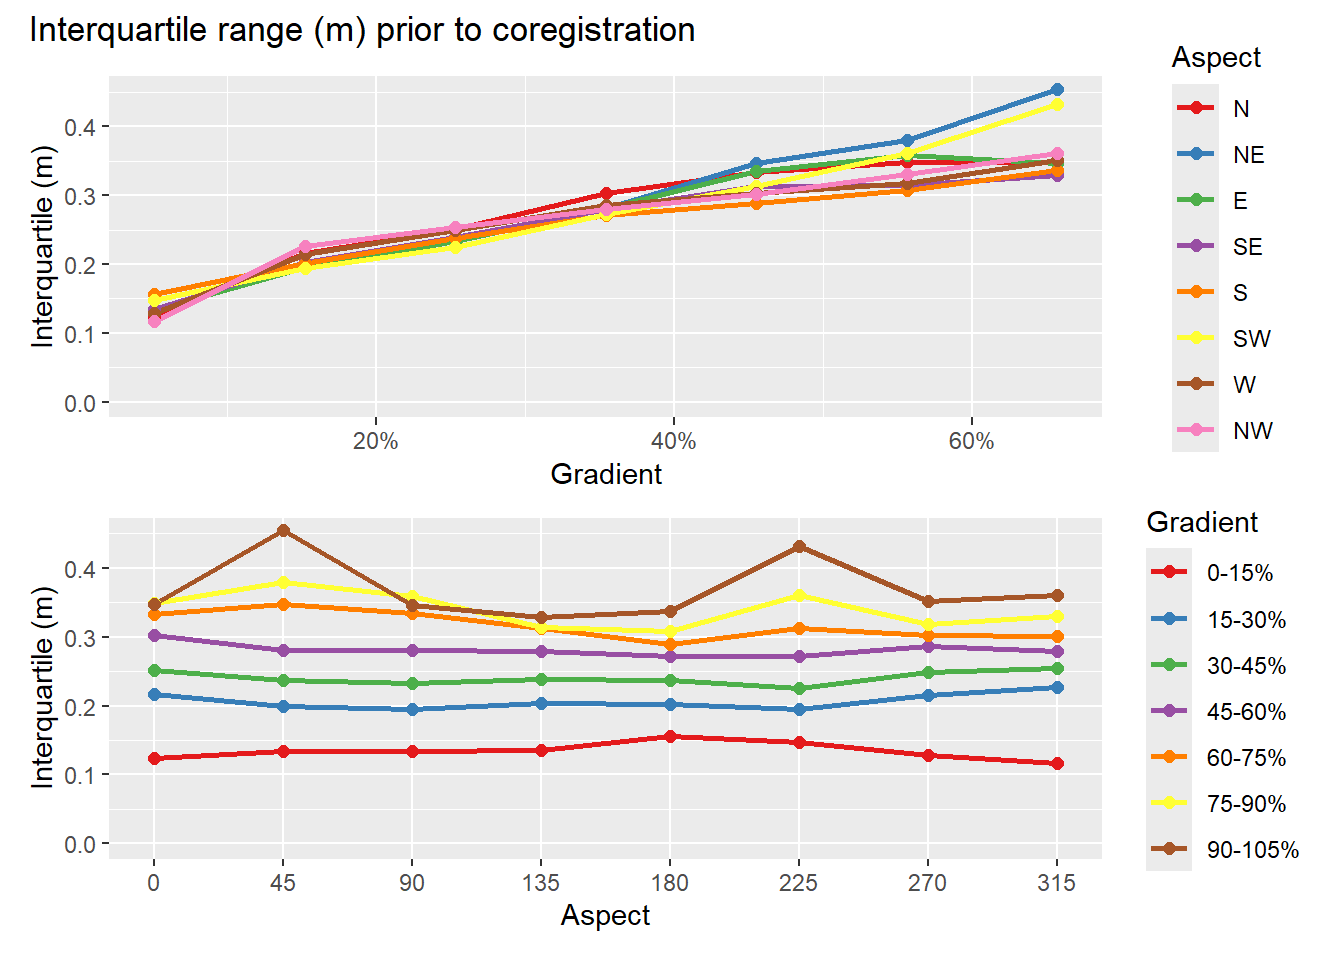 Interquartile range (m) prior to coregistration
Interquartile (m)
0.4
0.3
0.2
0.1
0.0
20%
40%
60%
Gradient
Aspect
N
NE
E
SE
S
SW
W
NW
Interquartile (m)
0.4
0.3
0.2
0.1
0.0
0
45
90
135
180
225
270
315
Aspect
Gradient
0-15%
15-30%
30-45%
45-60%
60-75%
75-90%
90-105%